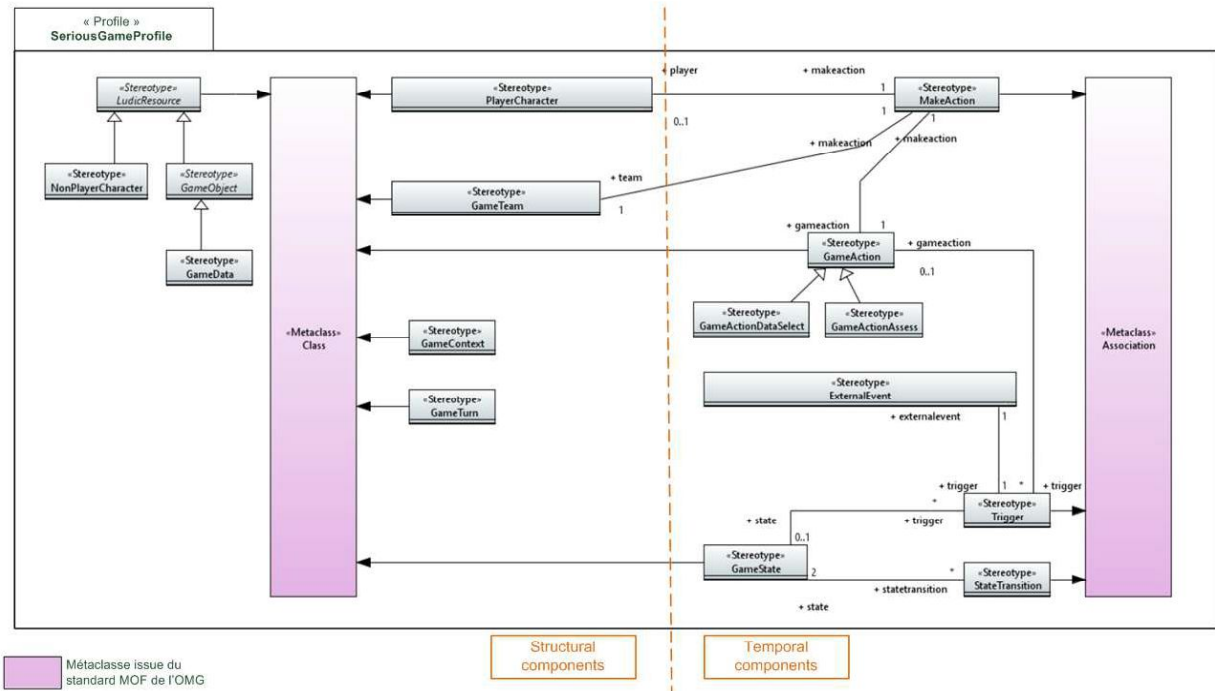 « Profile »
SeriousGameProfile
«Stereotype»
LudicResource
«Stereotype»
NonPlayerCharacter
«Stereotype»
GameObject
«Stereotype»
GameData
«Metaclass»
Class
«Stereotype»
PlayerCharacter
+ player
0..1
+ makeaction
1
«Stereotype»
MakeAction
1
1
+ makeaction
+ makeaction
«Stereotype»
GameTeam
+ team
1
+ gameaction
1
«Stereotype»
GameAction
+ gameaction
0..1
«Stereotype»
GameActionDataSelect
«Stereotype»
GameActionAssess
«Stereotype»
GameContext
«Stereotype»
GameTurn
«Stereotype»
ExternalEvent
+ externalevent
1
«Metaclass»
Association
+ trigger
1
*
+ trigger
*
+ trigger
«Stereotype»
Trigger
+ state
0..1
«Stereotype»
GameState
2
*
+ statetransition
«Stereotype»
StateTransition
+ state
Structural
components
Temporal
components
Métaclasse issue du
standard MOF de l'OMG